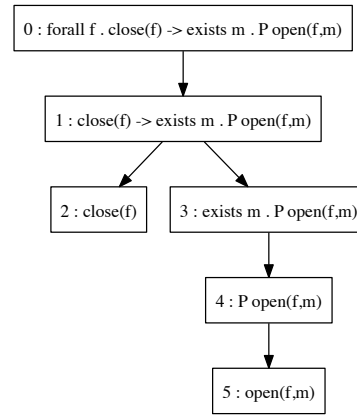 0 : forall f . close(f) -> exists m . P open(f,m)
1 : close(f) -> exists m . P open(f,m)
2 : close(f)
3 : exists m . P open(f,m)
4 : P open(f,m)
5 : open(f,m)